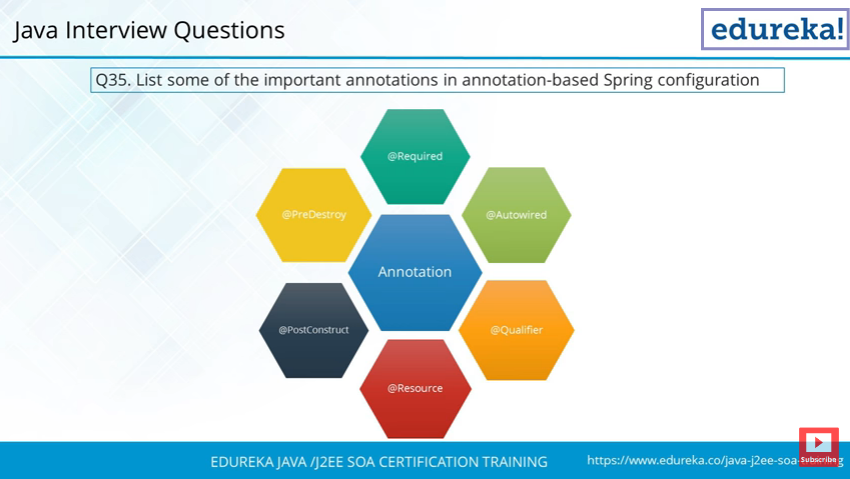 Java Interview Questions
edureka!
Q35. List some of the important annotations in annotation-based Spring configuration
@Required
@PreDestroy
@Autowired
Annotation
@PostConstruct
@Qualifier
@Resource
EDUREKA JAVA /J2EE SOA CERTIFICATION TRAINING
https://www.edureka.co/java-j2ee-soa-
Subscribe